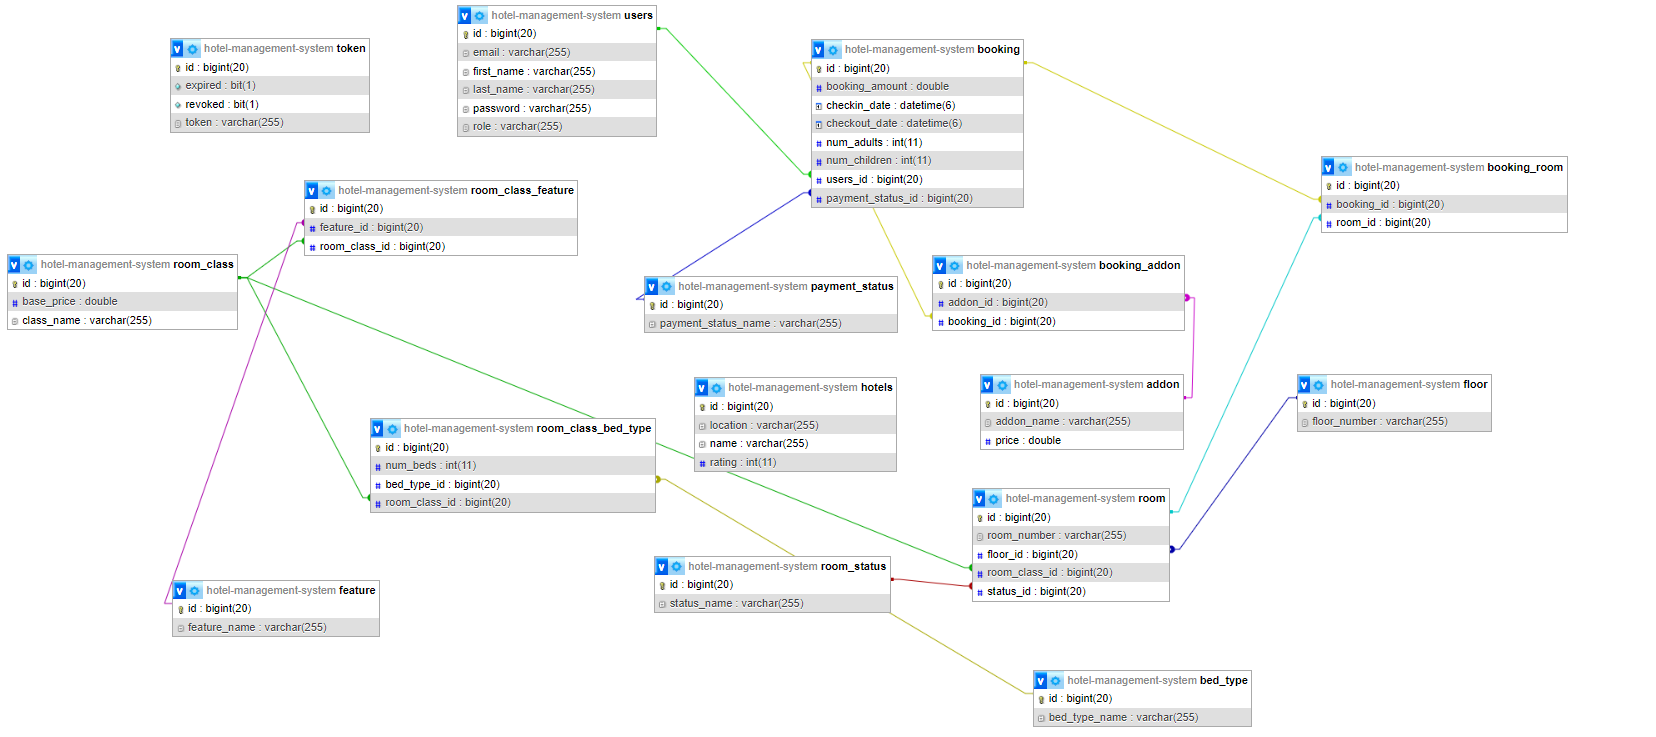 hotel-management-system users
id : bigint(20)
email : varchar(255)
first_name : varchar(255)
last_name : varchar(255)
password : varchar(255)
role : varchar(255)
hotel-management-system token
id : bigint(20)
expired : bit(1)
revoked : bit(1)
token : varchar(255)
hotel-management-system booking
id : bigint(20)
booking_amount : double
checkin_date : datetime(6)
checkout_date : datetime(6)
num_adults : int(11)
num_children : int(11)
users_id : bigint(20)
payment_status_id : bigint(20)
hotel-management-system booking_room
id : bigint(20)
booking_id : bigint(20)
room_id : bigint(20)
hotel-management-system room_class_feature
id : bigint(20)
feature_id : bigint(20)
room_class_id : bigint(20)
hotel-management-system room_class
id : bigint(20)
base_price : double
class_name : varchar(255)
hotel-management-system payment_status
id : bigint(20)
payment_status_name : varchar(255)
hotel-management-system booking_addon
id : bigint(20)
addon_id : bigint(20)
booking_id : bigint(20)
hotel-management-system hotels
id : bigint(20)
location : varchar(255)
name : varchar(255)
rating : int(11)
hotel-management-system addon
id : bigint(20)
addon_name : varchar(255)
price : double
hotel-management-system floor
id : bigint(20)
floor_number : varchar(255)
hotel-management-system room_class_bed_type
id : bigint(20)
num_beds : int(11)
bed_type_id : bigint(20)
room_class_id : bigint(20)
hotel-management-system room
id : bigint(20)
room_number : varchar(255)
floor_id : bigint(20)
room_class_id : bigint(20)
status_id : bigint(20)
hotel-management-system room_status
id : bigint(20)
status_name : varchar(255)
hotel-management-system feature
id : bigint(20)
feature_name : varchar(255)
hotel-management-system bed_type
id : bigint(20)
bed_type_name : varchar(255)